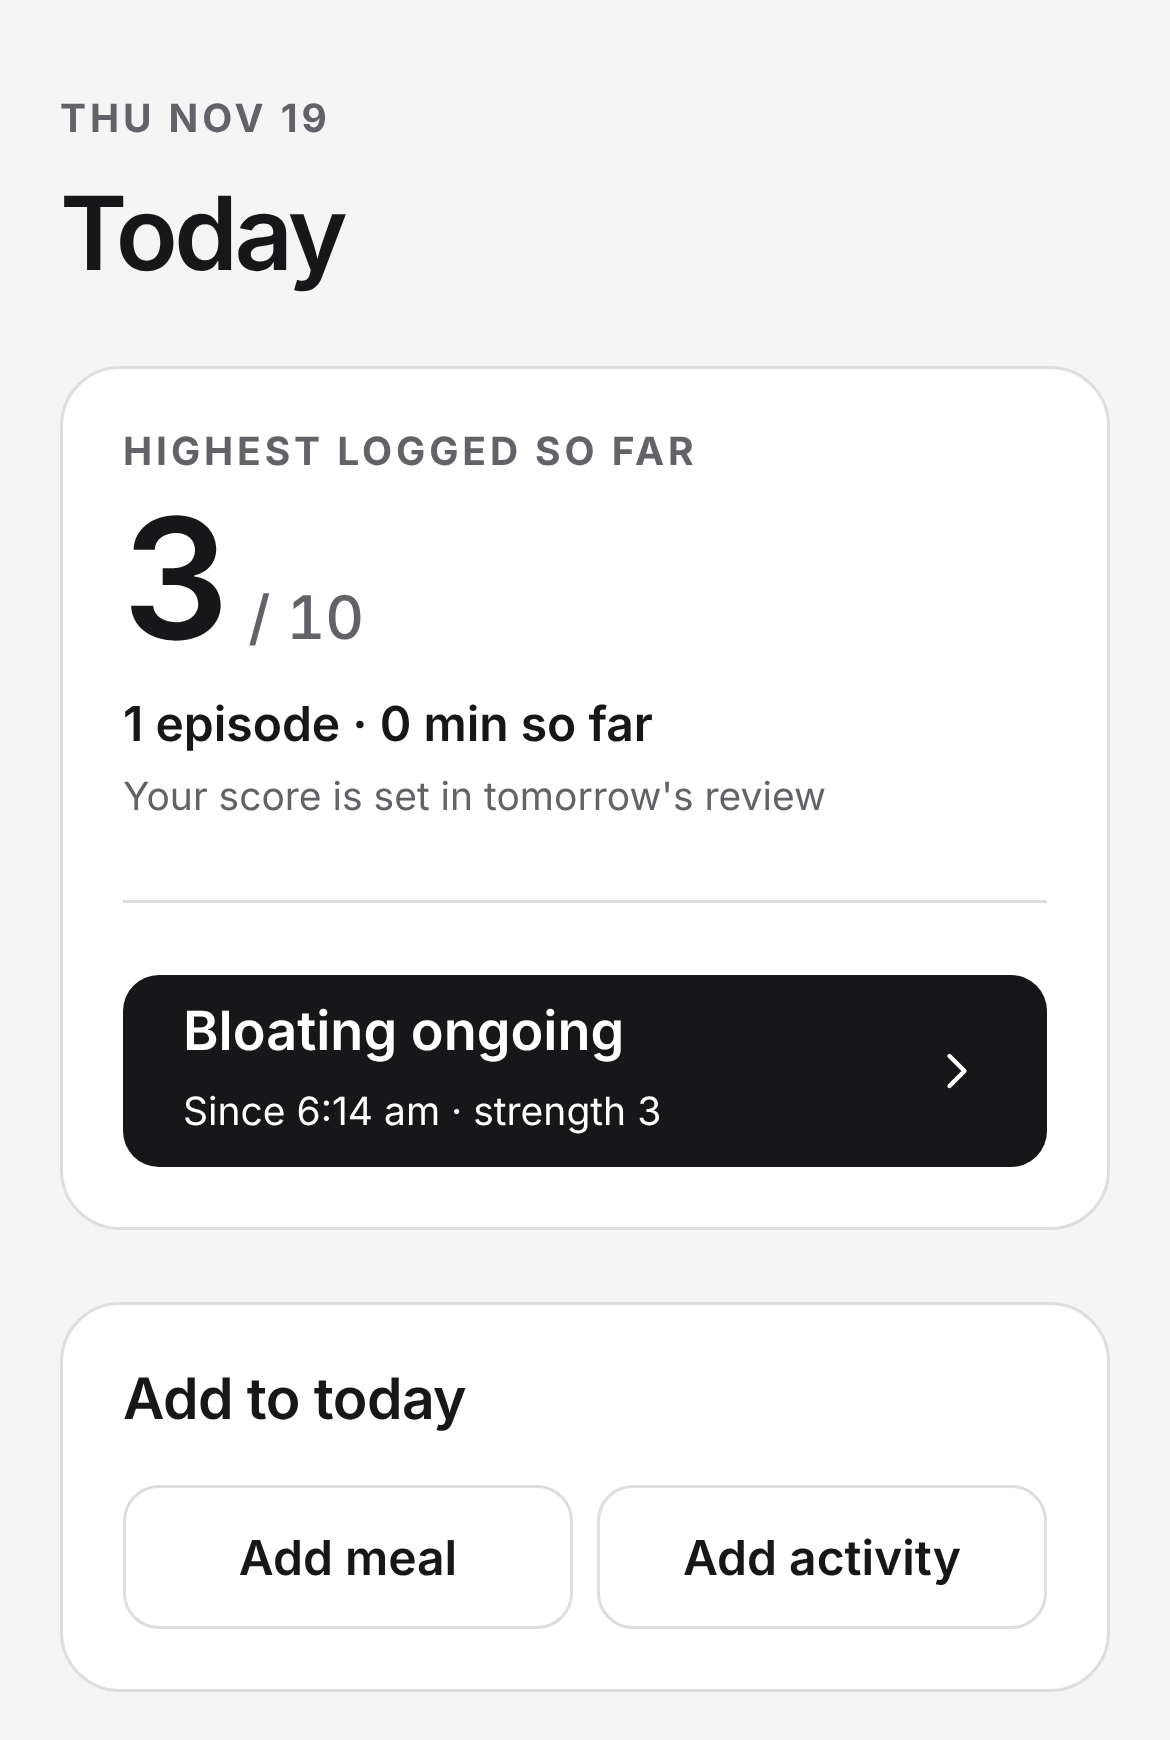 THU NOV 19
Today
HIGHEST LOGGED SO FAR
3 / 10
1 episode · 0 min so far
Your score is set in tomorrow's review
Bloating ongoing
Since 6:14 am · strength 3
Add to today
Add meal
Add activity